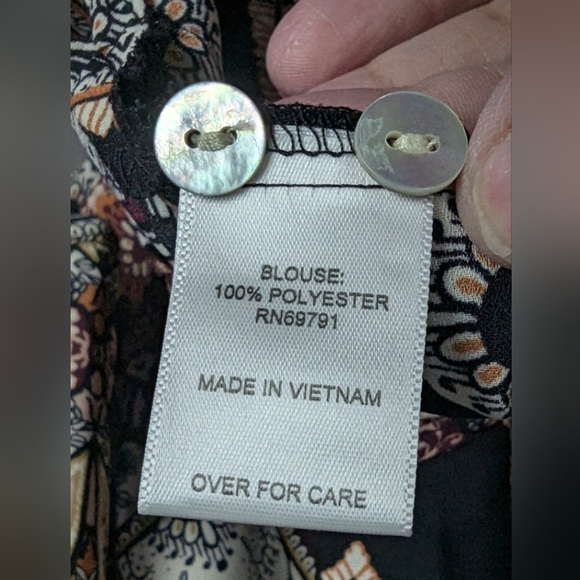 BLOUSE:
100% POLYESTER
RN69791
MADE IN VIETNAM
OVER FOR CARE